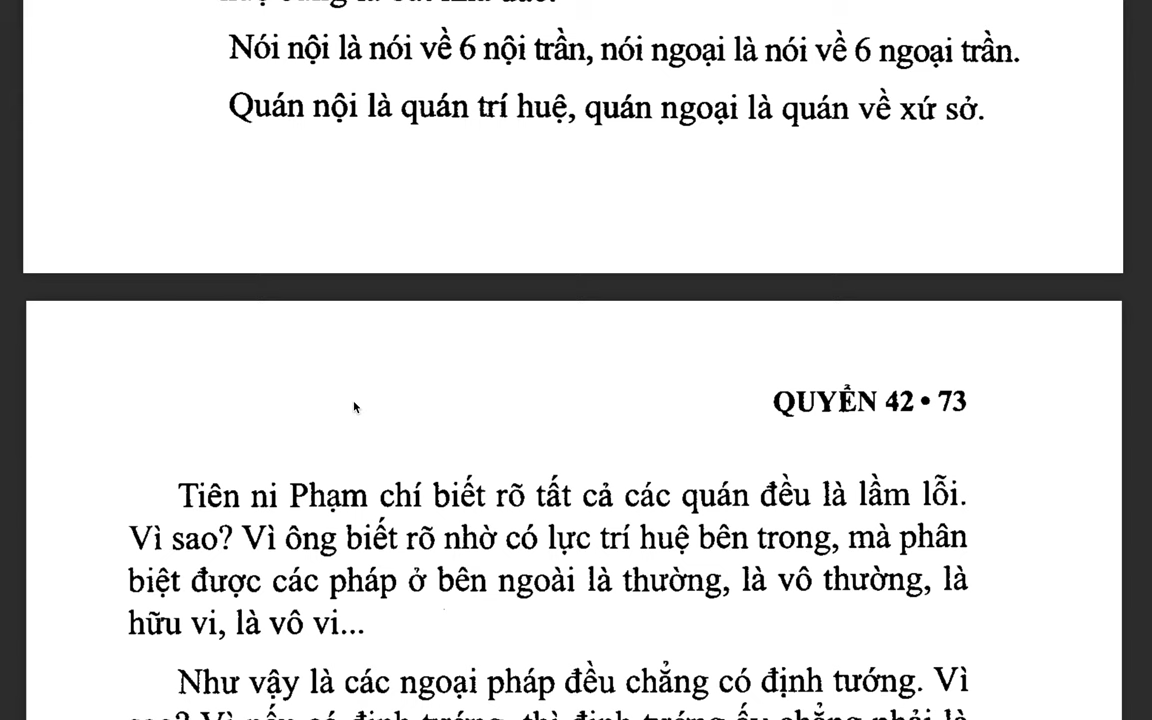 Nói nội là nói về 6 nội trần, nói ngoại là nói về 6 ngoại trần.
Quán nội là quán trí huệ, quán ngoại là quán về xứ sở.
QUYỂN 42 • 73
Tiên ni Phạm chí biết rõ tất cả các quán đều là lầm lỗi.
Vì sao? Vì ông biết rõ nhờ có lực trí huệ bên trong, mà phân
biệt được các pháp ở bên ngoài là thường, là vô thường, là
hữu vi, là vô vi...
Như vậy là các ngoại pháp đều chẳng có định tướng. Vì